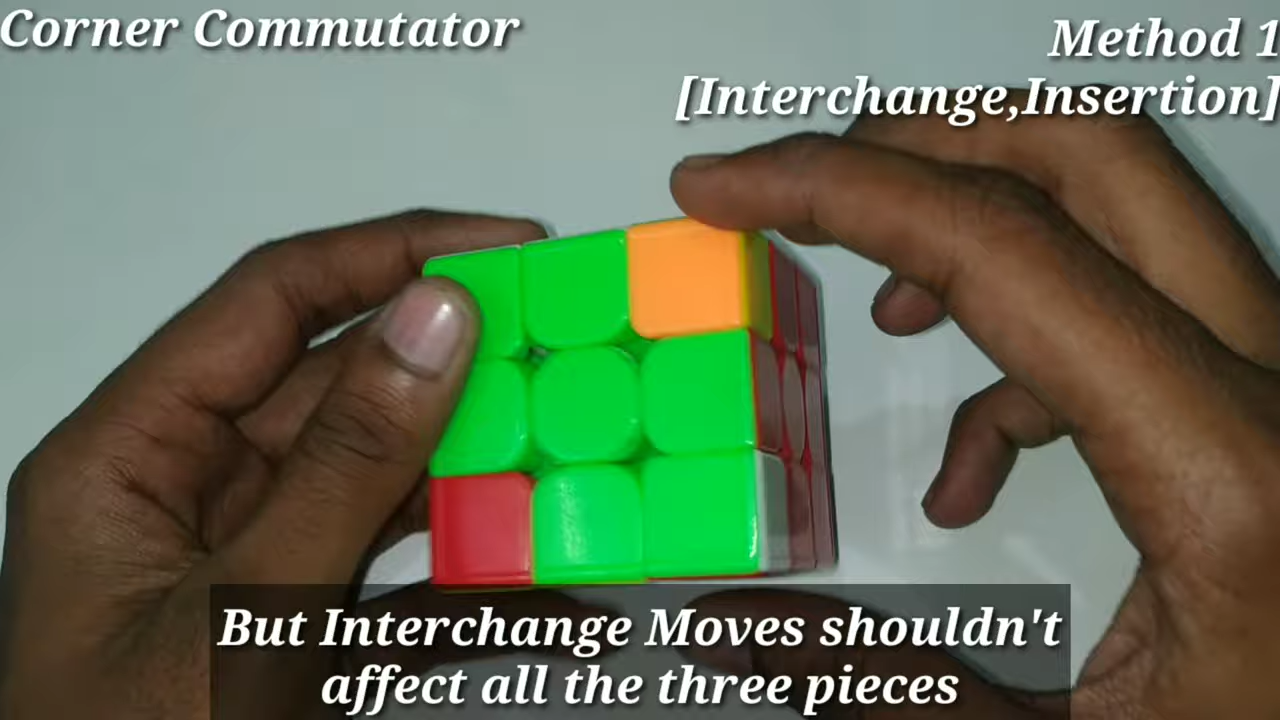 Corner Commutator
Method 1
[Interchange,Insertion]
But Interchange Moves shouldn't
affect all the three pieces